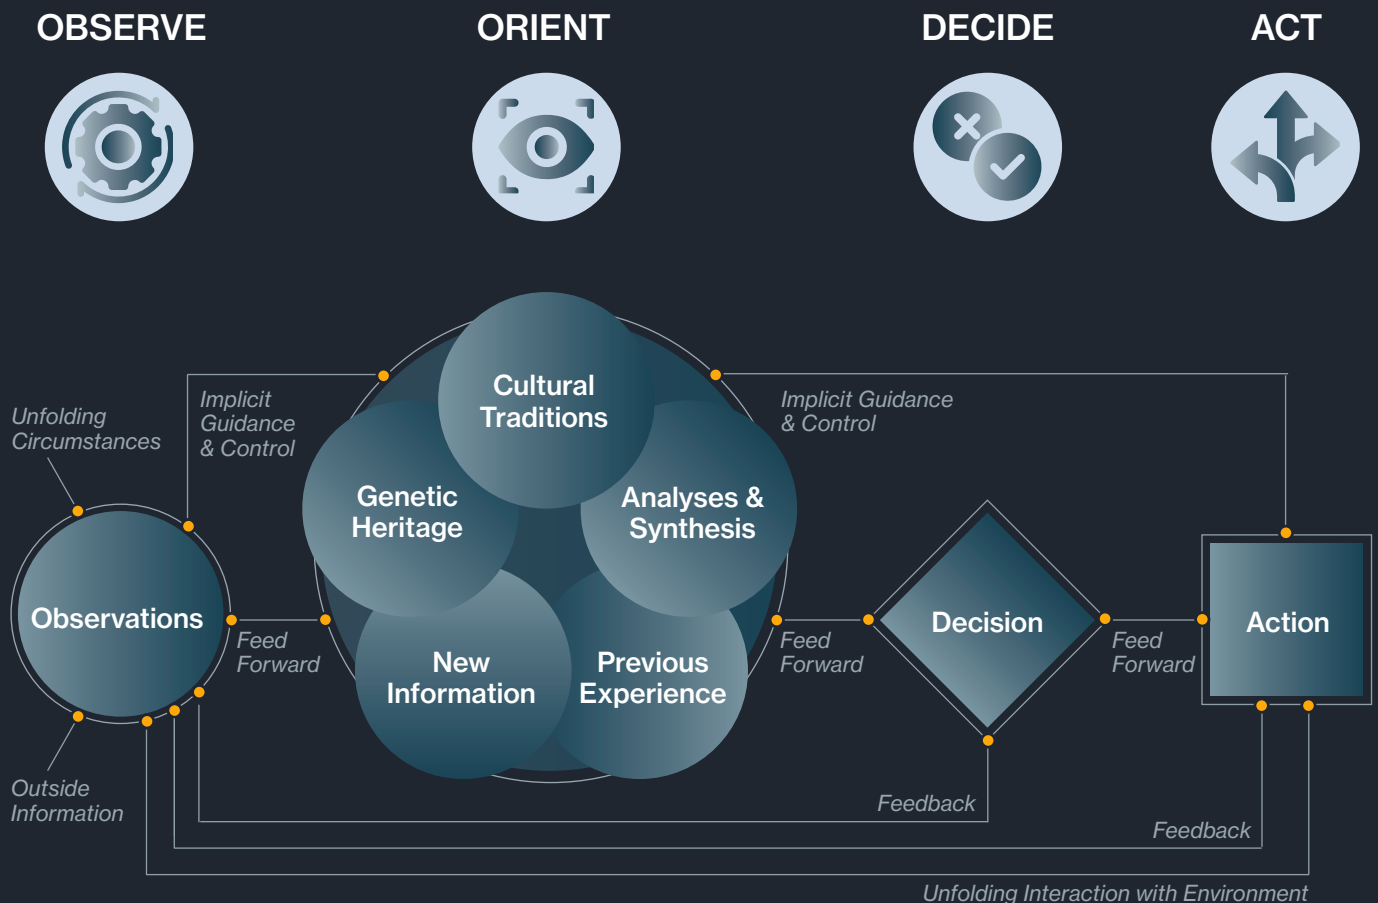 OBSERVE
ORIENT
DECIDE
ACT
Unfolding
Circumstances
Implicit
Guidance
& Control
Cultural
Traditions
Implicit Guidance
& Control
Genetic
Heritage
Analyses &
Synthesis
Observations
Feed
Forward
New
Information
Previous
Experience
Feed
Forward
Decision
Feed
Forward
Action
Outside
Information
Feedback
Feedback
Unfolding Interaction with Environment